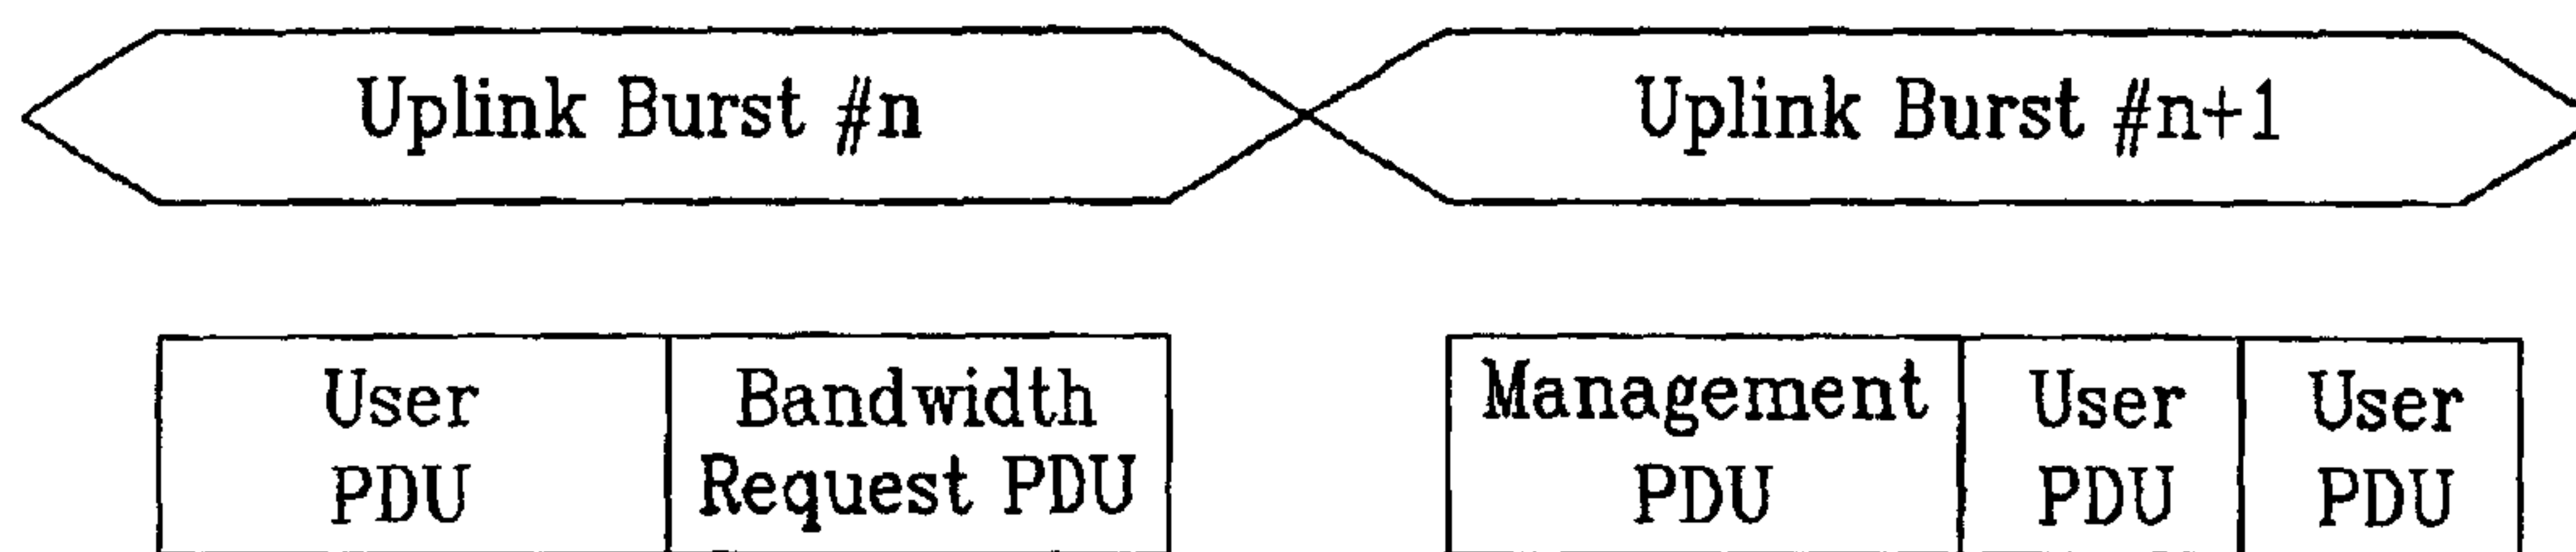 Uplink Burst #n
Uplink Burst #n+1
User
PDU
Bandwidth
Request PDU
Management
PDU
User
PDU
User
PDU